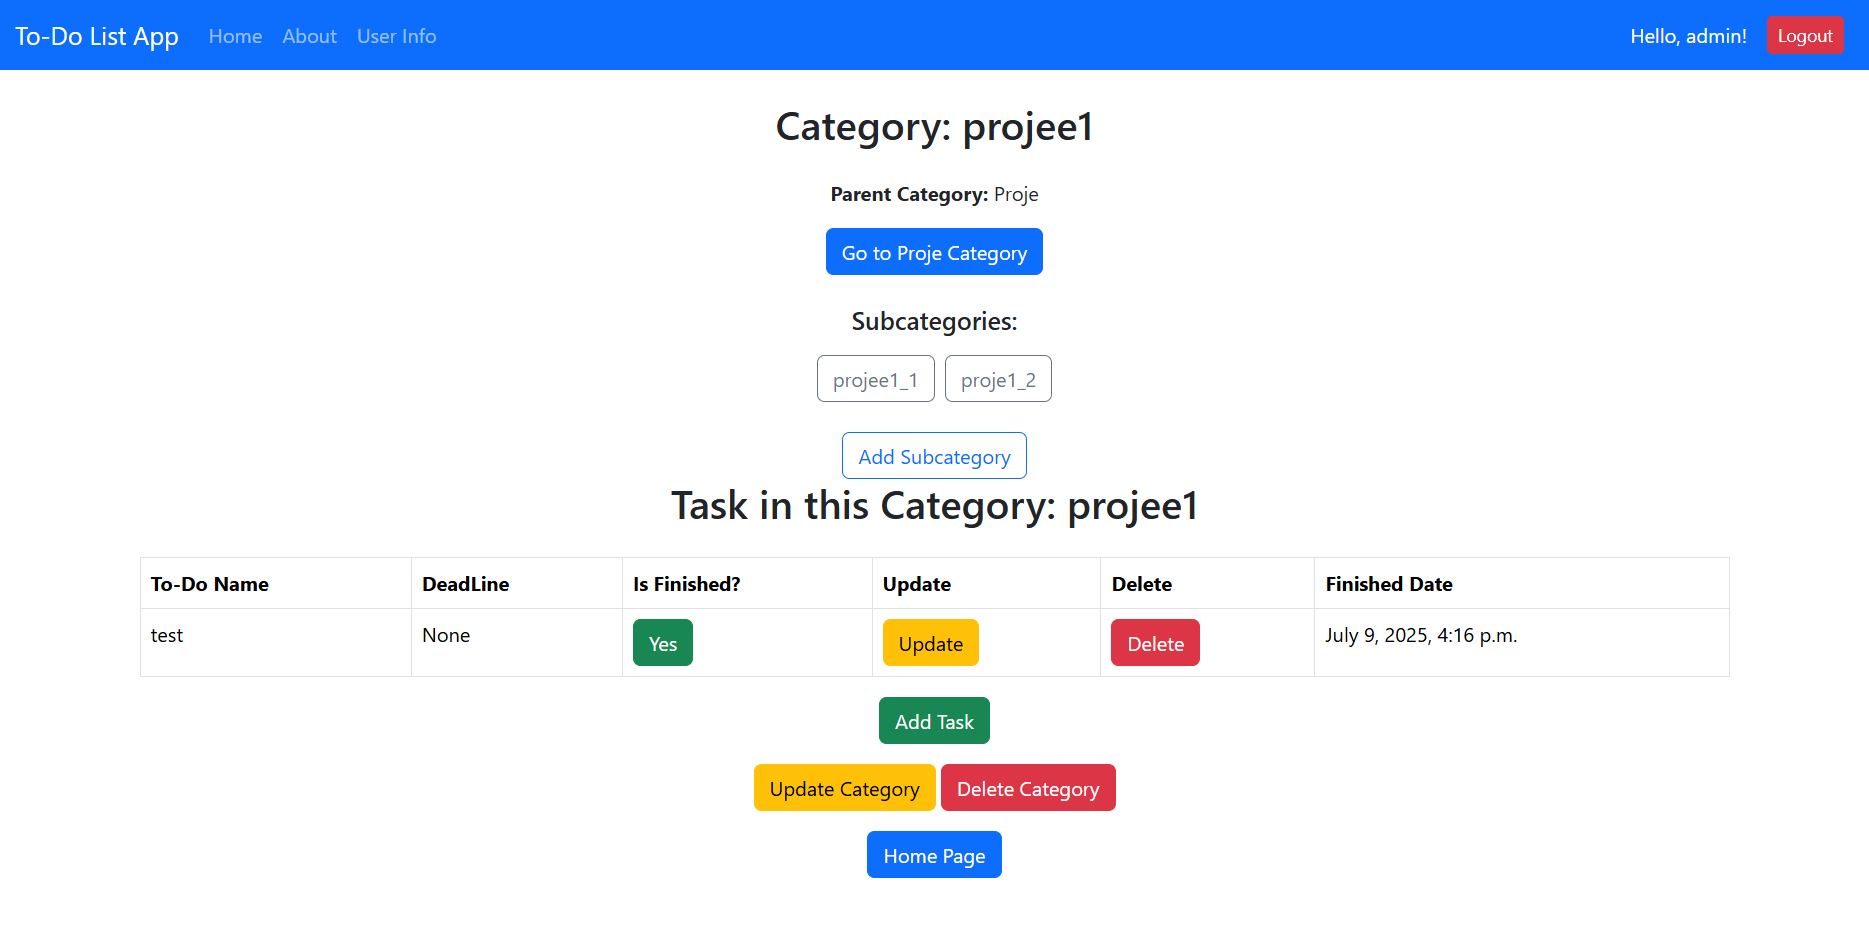 To-Do List App Home About User Info Hello, admin! Logout
Category: projee1
Parent Category: Proje
Go to Proje Category
Subcategories:
projee1_1 proje1_2
Add Subcategory
Task in this Category: projee1
To-Do Name DeadLine Is Finished? Update Delete Finished Date
test None Yes Update Delete July 9, 2025, 4:16 p.m.
Add Task
Update Category Delete Category
Home Page